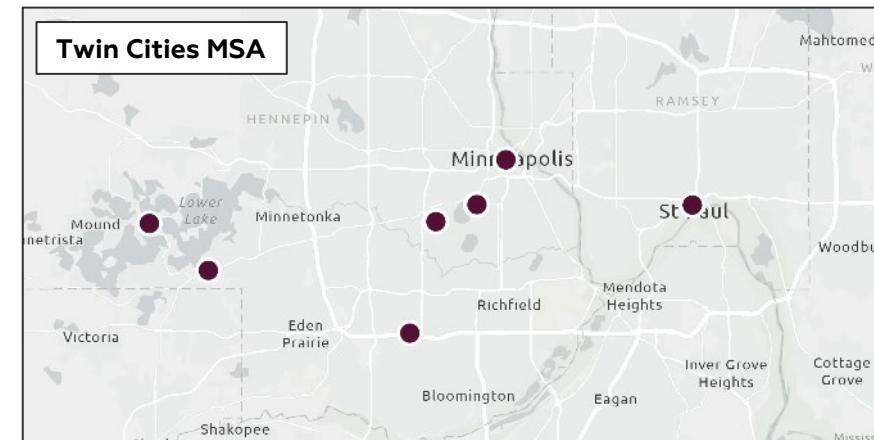 Twin Cities MSA
Mahtomed
W
RAMSEY
HENNEPIN
Minneapolis
Lower
Lake
Mound
Minnetonka
St Paul
netrista
Woodbu
Mendota
Heights
Richfield
Eden
Prairie
Victoria
Inver Grove
Heights
Cottage
Grove
Bloomington
Eagan
Shakopee
Mississ